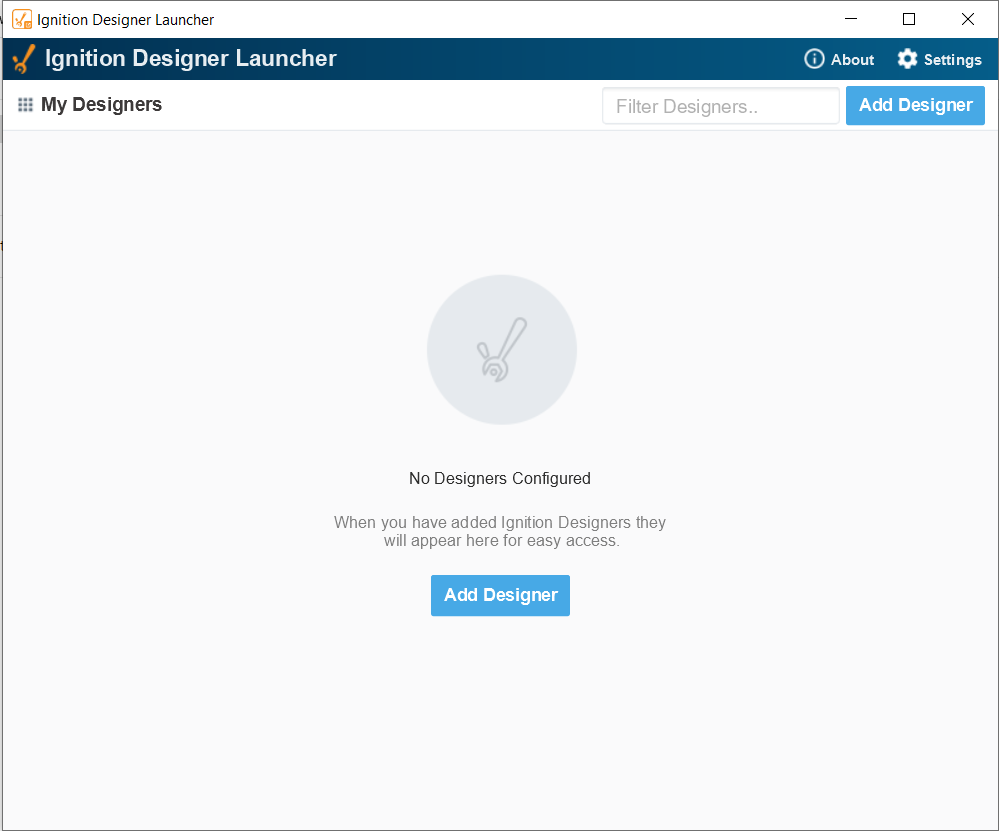 Ignition Designer Launcher
Ignition Designer Launcher
About
Settings
My Designers
Filter Designers..
Add Designer
No Designers Configured
When you have added Ignition Designers they
will appear here for easy access.
Add Designer